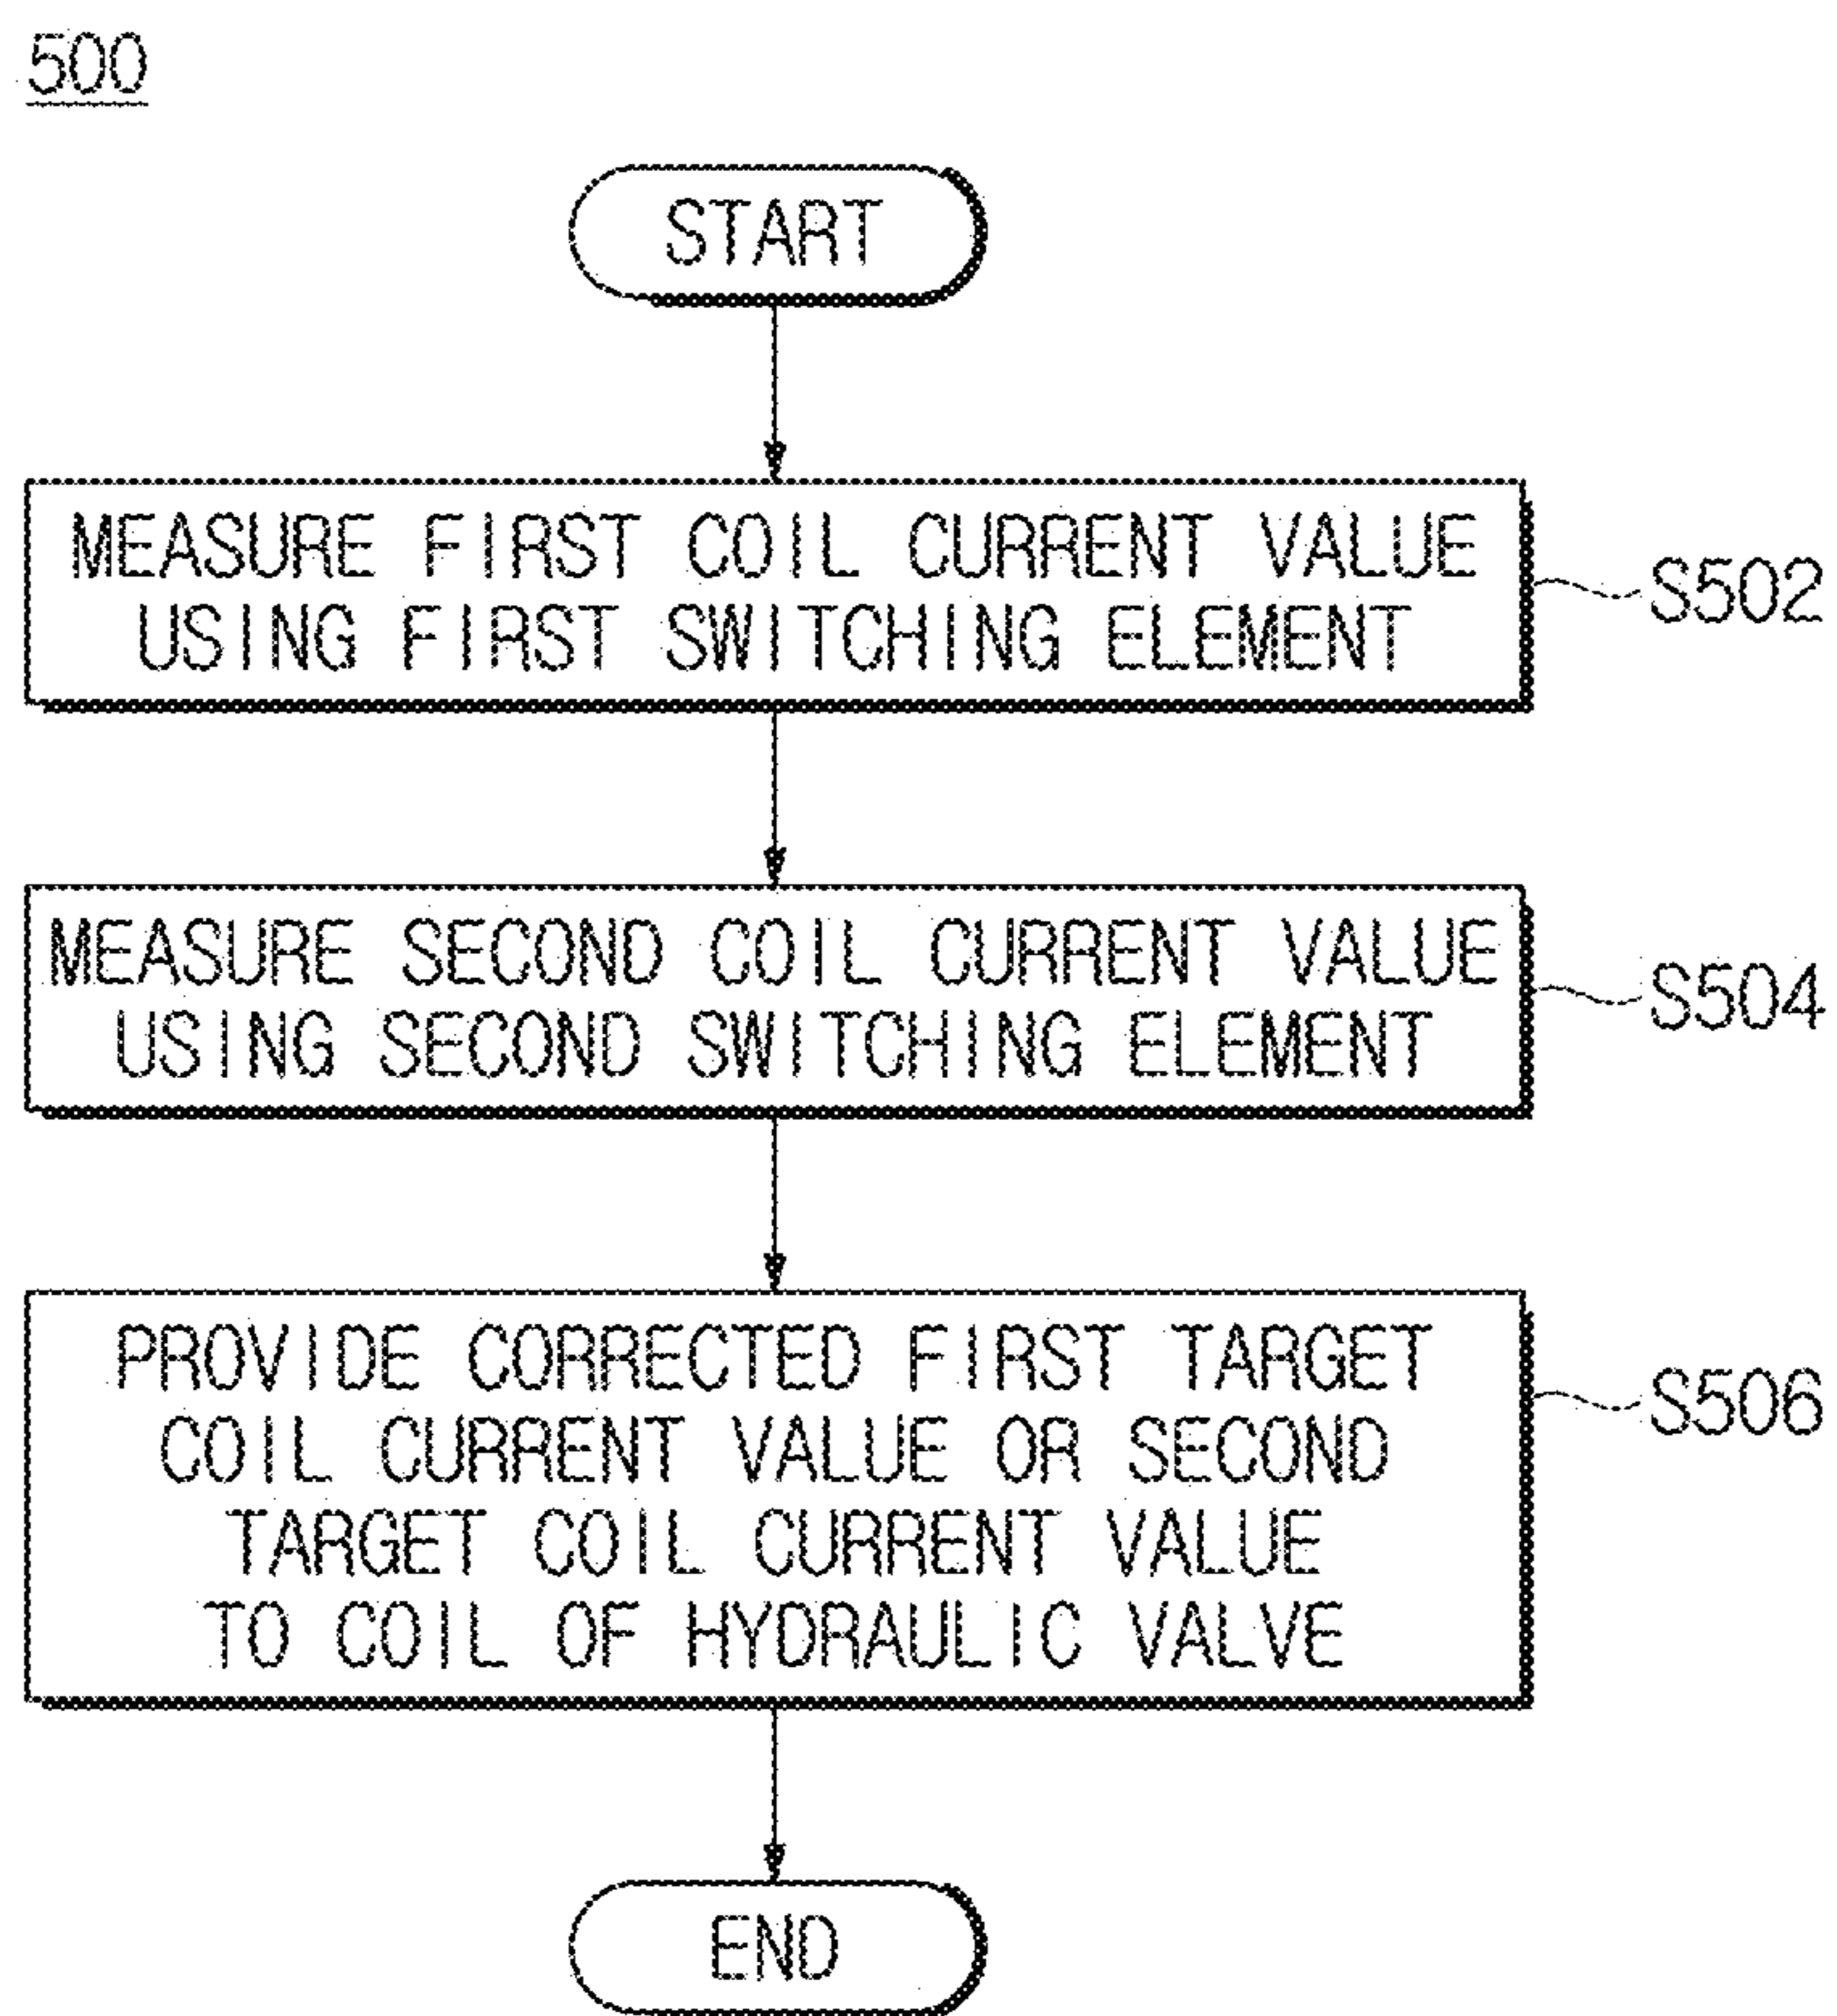 500
START
MEASURE FIRST COIL CURRENT VALUE
USING FIRST SWITCHING ELEMENT
S502
MEASURE SECOND COIL CURRENT VALUE
USING SECOND SWITCHING ELEMENT
S504
PROVIDE CORRECTED FIRST TARGET
COIL CURRENT VALUE OR SECOND
TARGET COIL CURRENT VALUE
TO COIL OF HYDRAULIC VALVE
S506
END